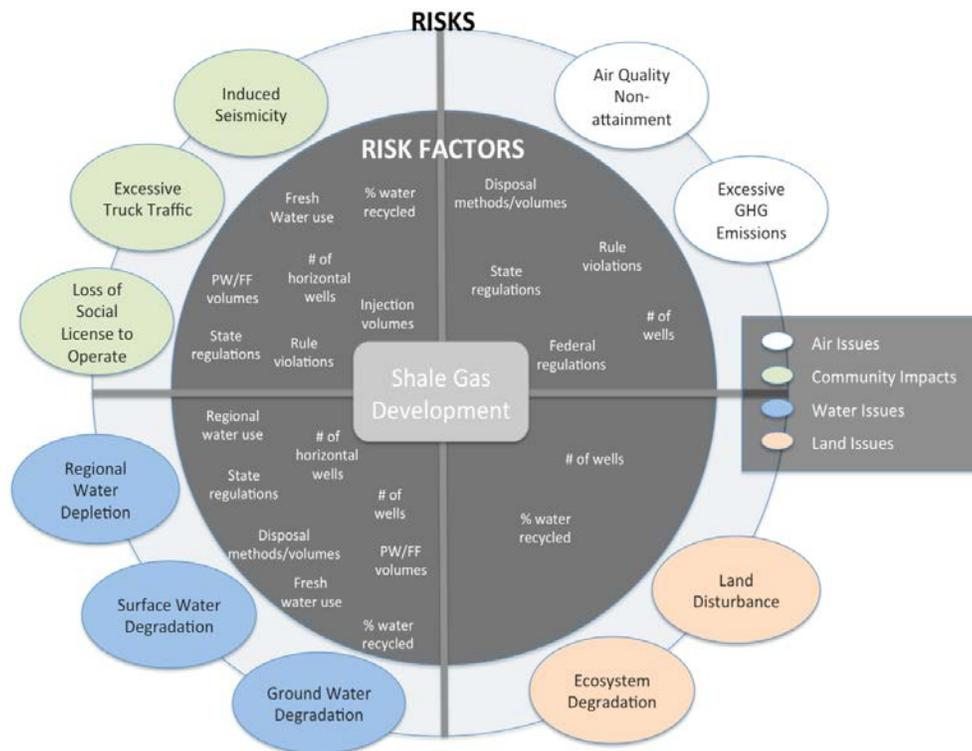 RISKS
Induced
Seismicity
Excessive
Truck Traffic
Loss of
Social
License to
Operate
Air Quality
Non-
attainment
Excessive
GHG
Emissions
RISK FACTORS
Fresh
Water use
% water
recycled
PW/FF
volumes
# of
horizontal
wells
Injection
volumes
State
regulations
Rule
violations
Disposal
methods/volumes
Rule
violations
State
regulations
# of
wells
Federal
regulations
Shale Gas
Development
Air Issues
Community Impacts
Water Issues
Land Issues
Regional
water use
# of
horizontal
wells
State
regulations
# of
wells
Disposal
methods/volumes
PW/FF
volumes
Fresh
water use
% water
recycled
# of wells
% water
recycled
Regional
Water
Depletion
Surface Water
Degradation
Ground Water
Degradation
Land
Disturbance
Ecosystem
Degradation